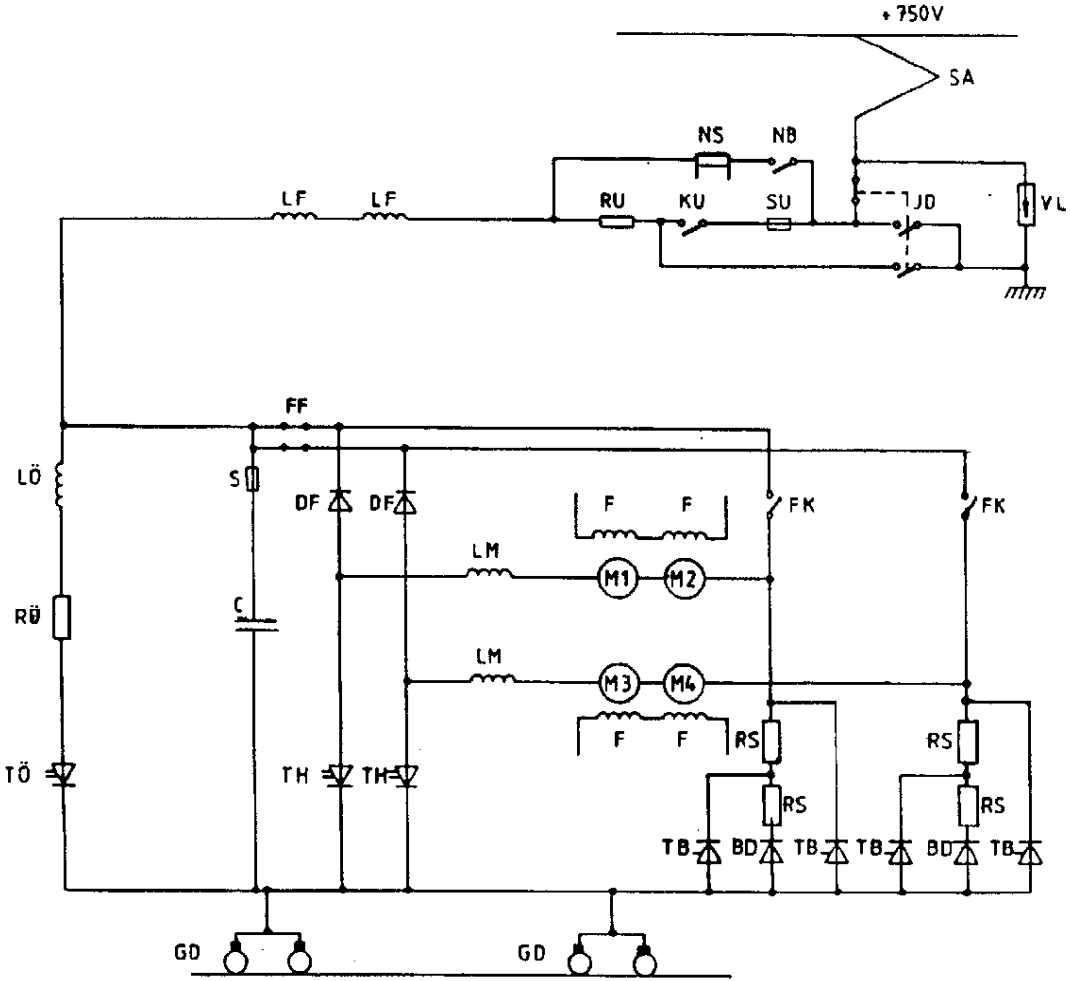 +750V
SA
NS NB
LF LF RU KU SU JD VL
FF
LÖ S DF DF F F FK FK
LM M1 M2
RÖ C
LM M3 M4
F F RS RS
TÖ TH TH RS RS
TB BD TB TB BD TB
GD GD